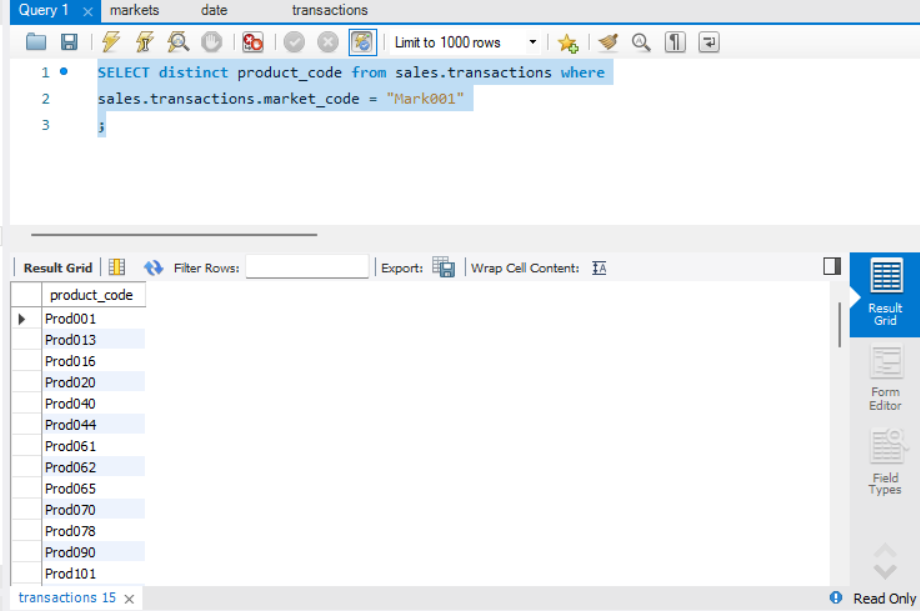 Query 1 × markets date transactions
Limit to 1000 rows
1 SELECT distinct product_code from sales.transactions where
2 sales.transactions.market_code = "Mark001"
3 ;
Result Grid Filter Rows: Export: Wrap Cell Content: IA
product_code
Prod001
Prod013
Prod016
Prod020
Prod040
Prod044
Prod061
Prod062
Prod065
Prod070
Prod078
Prod090
Prod101
Result
Grid
Form
Editor
Field
Types
transactions 15 ×
Read Only